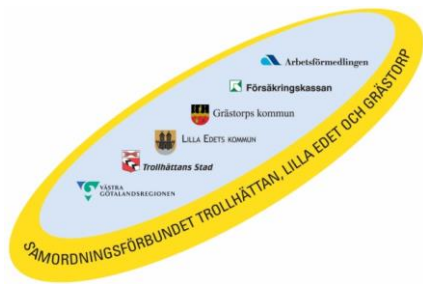 Arbetsförmedlingen
Försäkringskassan
Grästorps kommun
LILLA EDETS KOMMUN
Trollhättans Stad
VÄSTRA
GÖTALANDSREGIONEN
SAMORDNINGSFÖRBUNDET TROLLHÄTTAN, LILLA EDET OCH GRÄSTORP